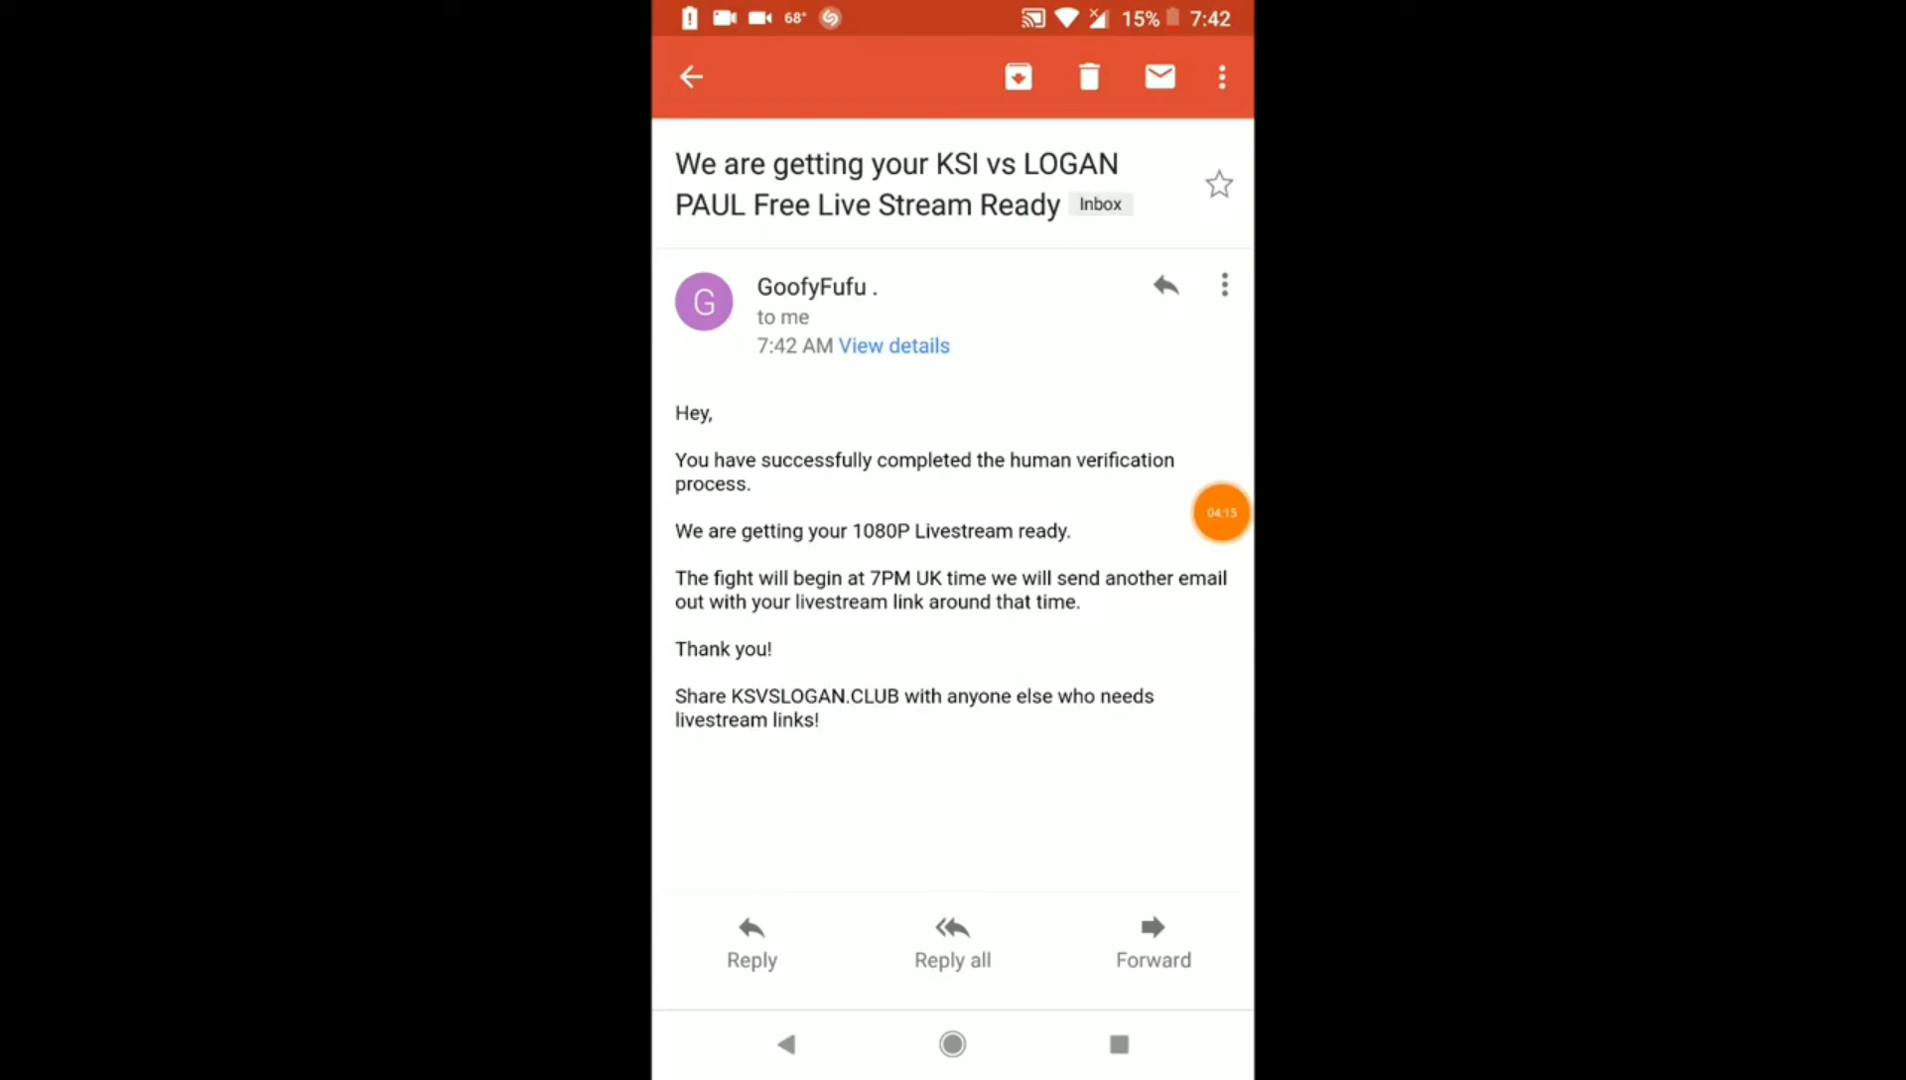 68° 15% 7:42
We are getting your KSI vs LOGAN
PAUL Free Live Stream Ready Inbox
G
GoofyFufu .
to me
7:42 AM View details
Hey,
You have successfully completed the human verification
process.
04:15
We are getting your 1080P Livestream ready.
The fight will begin at 7PM UK time we will send another email
out with your livestream link around that time.
Thank you!
Share KSVSLOGAN.CLUB with anyone else who needs
livestream links!
Reply Reply all Forward